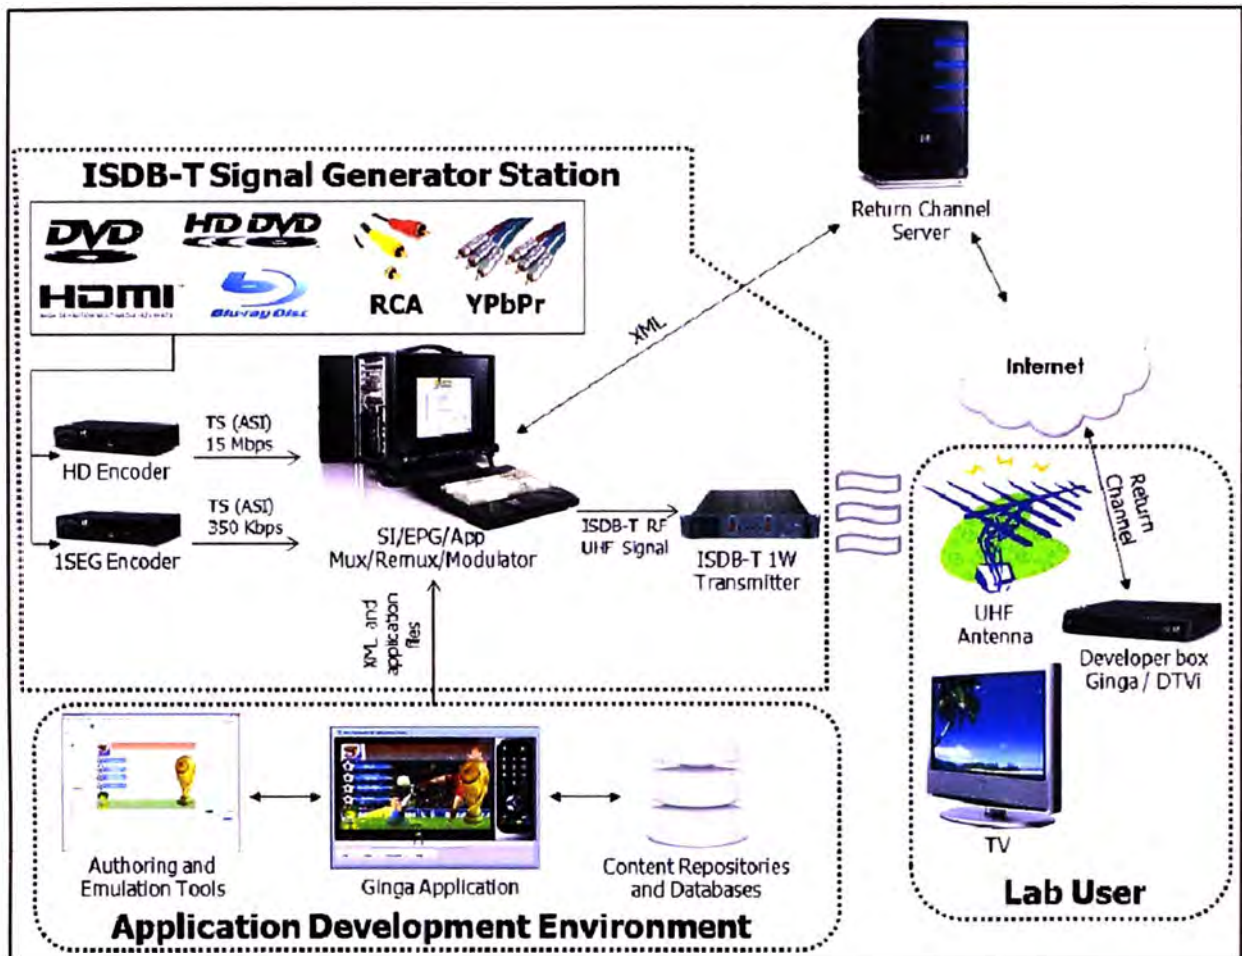 Return Channel
Server
ISDB-T Signal Generator Station
DVD
HD DVD
HDMI
Blu-ray Disc
RCA
YPbPr
XML
Internet
TS (ASI)
15 Mbps
HD Encoder
TS (ASI)
350 Kbps
1SEG Encoder
SI/EPG/App
Mux/Remux/Modulator
ISDB-T RF
UHF Signal
ISDB-T 1W
Transmitter
XML and
application
files
Return
Channel
UHF
Antenna
Developer box
Ginga / DTVi
TV
Lab User
Authoring and
Emulation Tools
Ginga Application
Content Repositories
and Databases
Application Development Environment